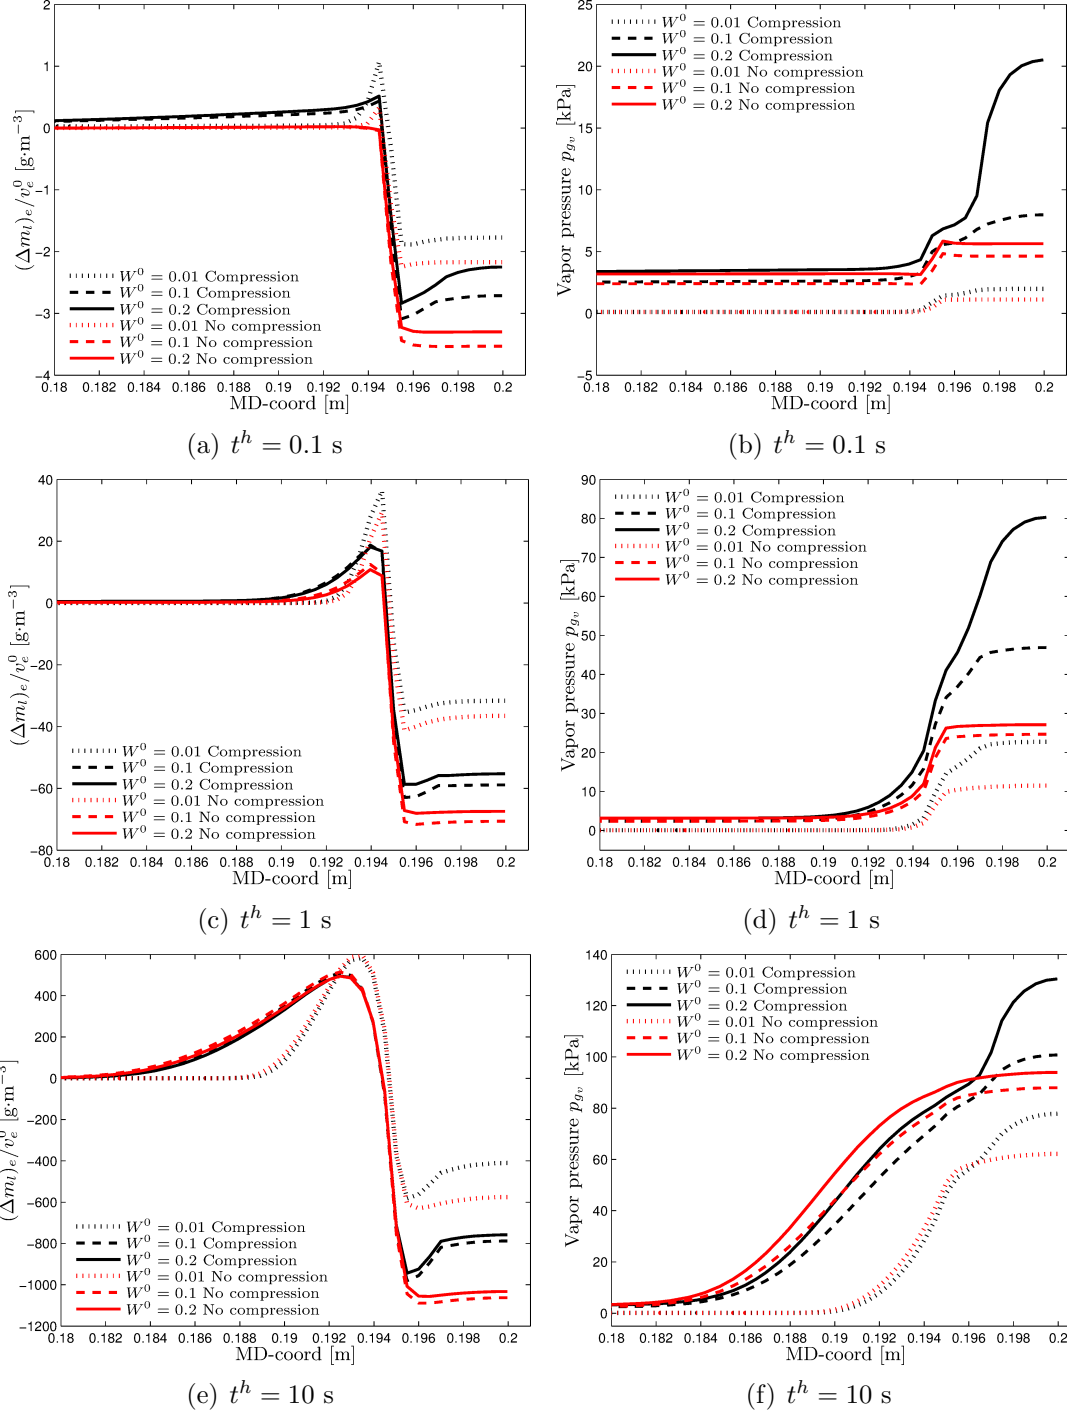 2
1
0
−1
−2
−3
−4
(Δm_l)_e/v_e^0 [g·m^−3]
W^0 = 0.01 Compression
W^0 = 0.1 Compression
W^0 = 0.2 Compression
W^0 = 0.01 No compression
W^0 = 0.1 No compression
W^0 = 0.2 No compression
0.18 0.182 0.184 0.186 0.188 0.19 0.192 0.194 0.196 0.198 0.2
MD-coord [m]
(a) t^h = 0.1 s
25
20
15
10
5
0
−5
Vapor pressure p_{g_v} [kPa]
W^0 = 0.01 Compression
W^0 = 0.1 Compression
W^0 = 0.2 Compression
W^0 = 0.01 No compression
W^0 = 0.1 No compression
W^0 = 0.2 No compression
0.18 0.182 0.184 0.186 0.188 0.19 0.192 0.194 0.196 0.198 0.2
MD-coord [m]
(b) t^h = 0.1 s
40
20
0
−20
−40
−60
−80
(Δm_l)_e/v_e^0 [g·m^−3]
W^0 = 0.01 Compression
W^0 = 0.1 Compression
W^0 = 0.2 Compression
W^0 = 0.01 No compression
W^0 = 0.1 No compression
W^0 = 0.2 No compression
0.18 0.182 0.184 0.186 0.188 0.19 0.192 0.194 0.196 0.198 0.2
MD-coord [m]
(c) t^h = 1 s
90
80
70
60
50
40
30
20
10
0
Vapor pressure p_{g_v} [kPa]
W^0 = 0.01 Compression
W^0 = 0.1 Compression
W^0 = 0.2 Compression
W^0 = 0.01 No compression
W^0 = 0.1 No compression
W^0 = 0.2 No compression
0.18 0.182 0.184 0.186 0.188 0.19 0.192 0.194 0.196 0.198 0.2
MD-coord [m]
(d) t^h = 1 s
600
400
200
0
−200
−400
−600
−800
−1000
−1200
(Δm_l)_e/v_e^0 [g·m^−3]
W^0 = 0.01 Compression
W^0 = 0.1 Compression
W^0 = 0.2 Compression
W^0 = 0.01 No compression
W^0 = 0.1 No compression
W^0 = 0.2 No compression
0.18 0.182 0.184 0.186 0.188 0.19 0.192 0.194 0.196 0.198 0.2
MD-coord [m]
(e) t^h = 10 s
140
120
100
80
60
40
20
0
Vapor pressure p_{g_v} [kPa]
W^0 = 0.01 Compression
W^0 = 0.1 Compression
W^0 = 0.2 Compression
W^0 = 0.01 No compression
W^0 = 0.1 No compression
W^0 = 0.2 No compression
0.18 0.182 0.184 0.186 0.188 0.19 0.192 0.194 0.196 0.198 0.2
MD-coord [m]
(f) t^h = 10 s